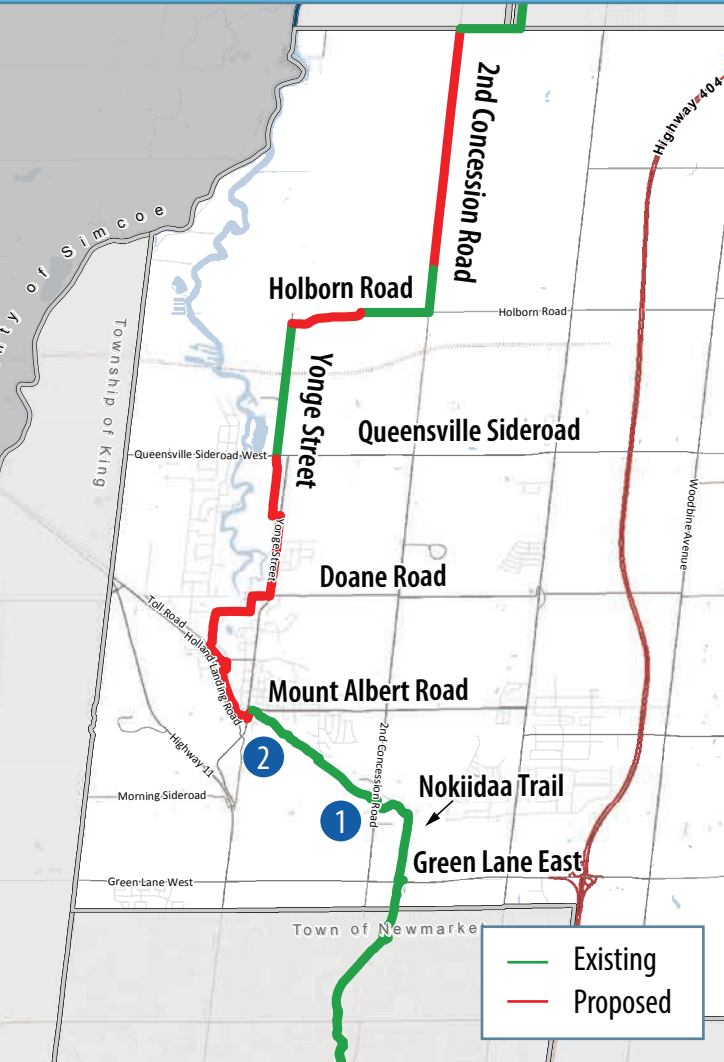 2nd Concession Road
Highway 404
nty of Simcoe
Holborn Road
Holborn Road
Township of King
Yonge Street
Queensville Sideroad
Queensville Sideroad West
Woodbine Avenue
Yonge Street
Doane Road
Toll Road
Holland Landing Road
Mount Albert Road
2nd Concession Road
2
Highway 11
Nokiidaa Trail
Morning Sideroad
1
Green Lane East
Green Lane West
Town of Newmarket
Existing
Proposed